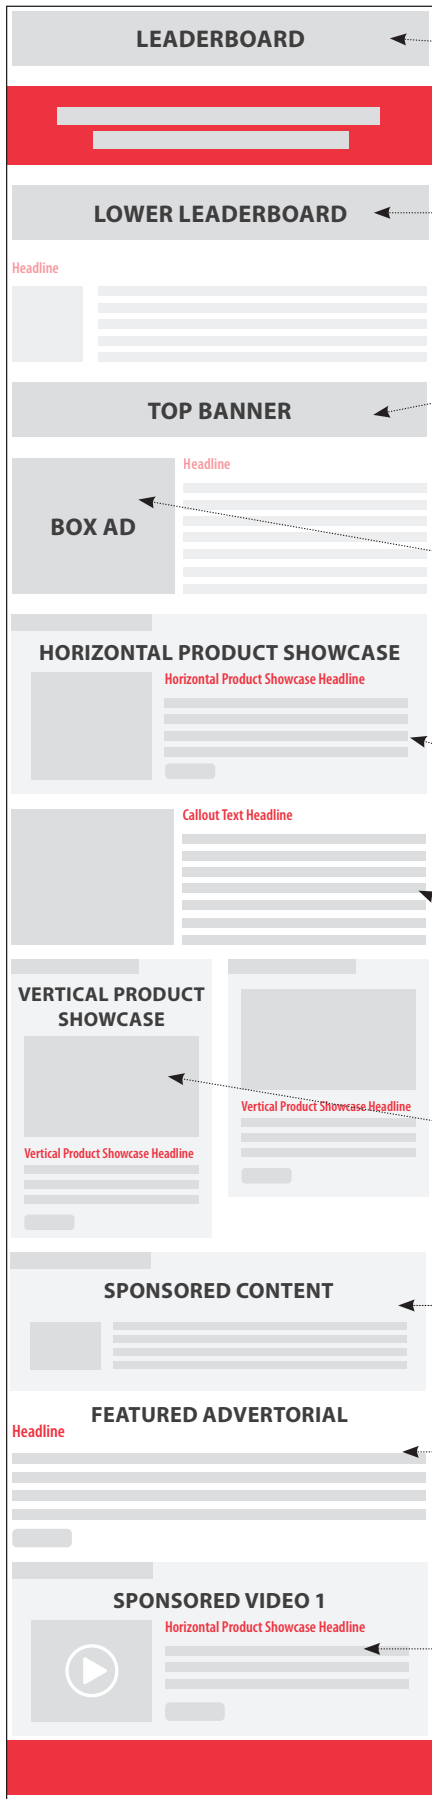 LEADERBOARD
LOWER LEADERBOARD
Headline
TOP BANNER
BOX AD
Headline
HORIZONTAL PRODUCT SHOWCASE
Horizontal Product Showcase Headline
Callout Text Headline
VERTICAL PRODUCT
SHOWCASE
Vertical Product Showcase Headline
Vertical Product Showcase Headline
SPONSORED CONTENT
FEATURED ADVERTORIAL
Headline
SPONSORED VIDEO 1
Horizontal Product Showcase Headline